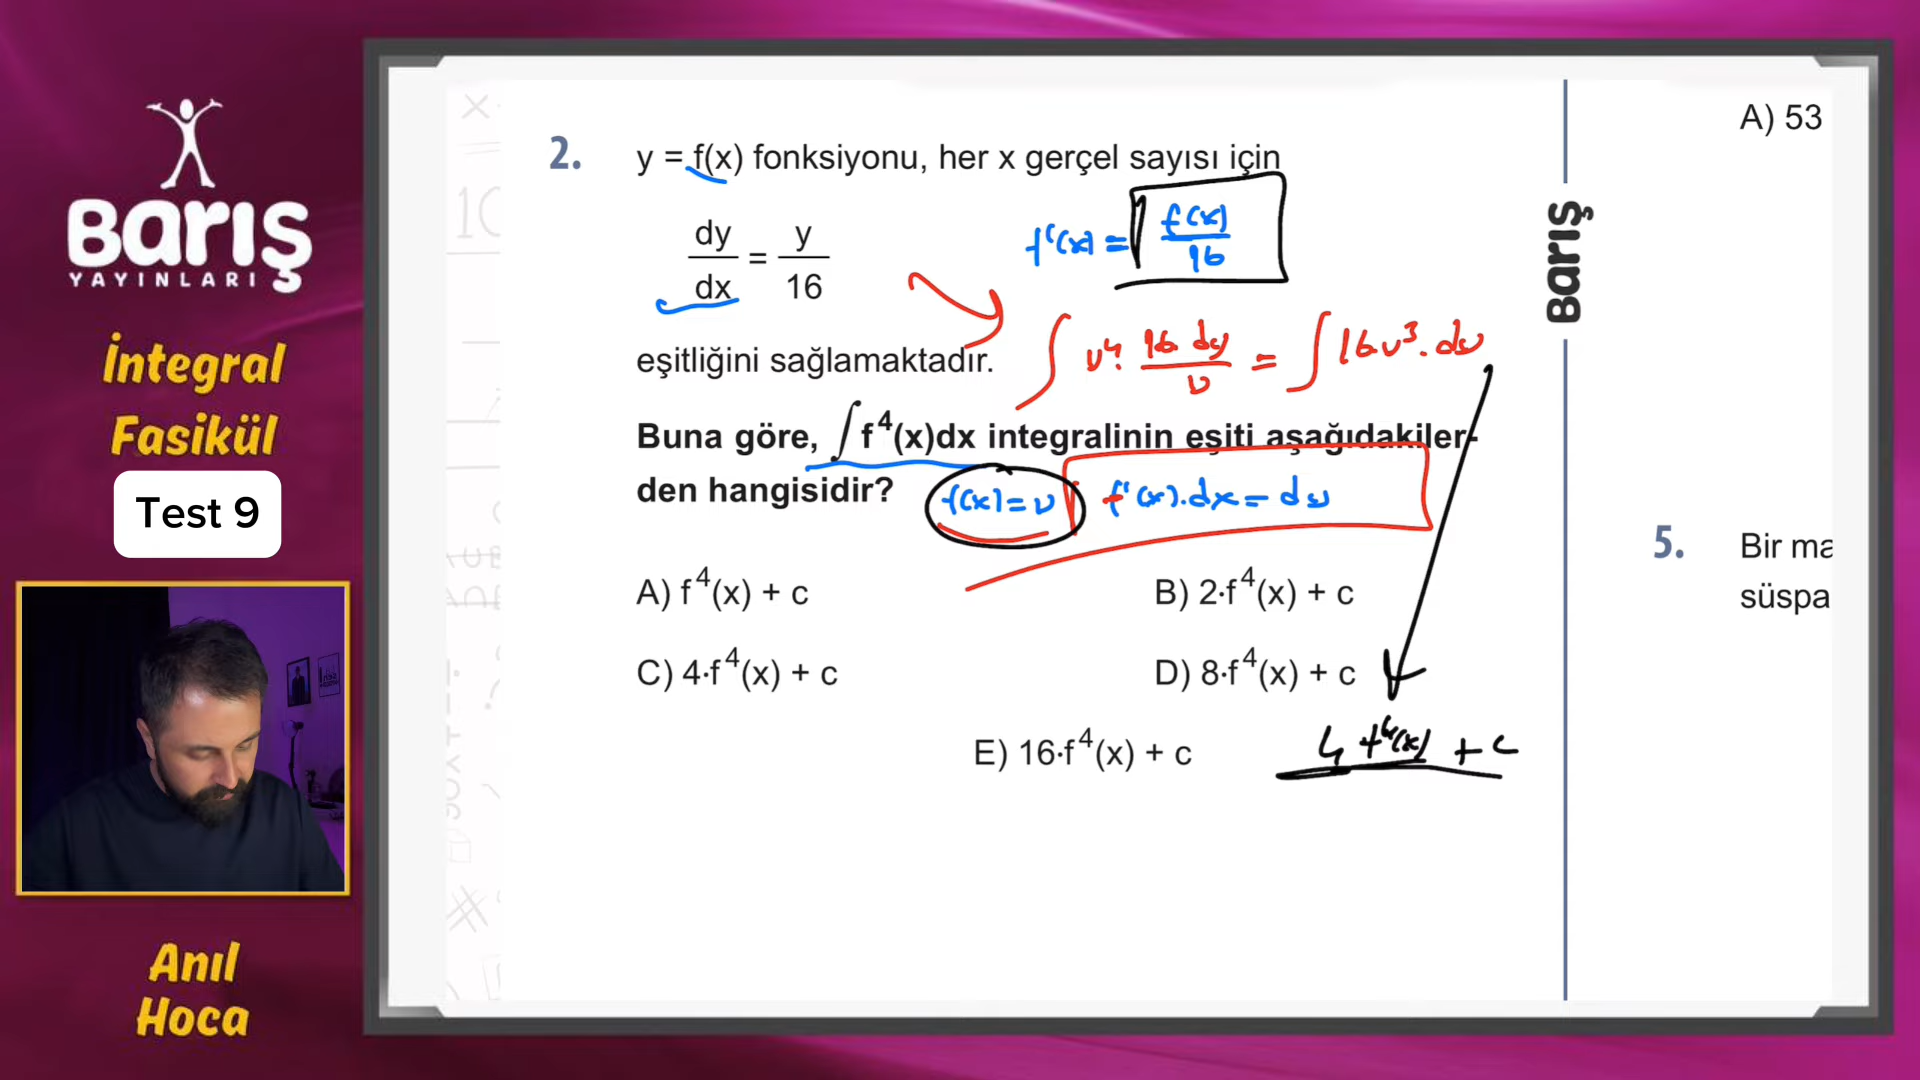 BARIŞ
YAYINLARI
İntegral
Fasikül
Test 9
Anıl
Hoca
2. y = f(x) fonksiyonu, her x gerçel sayısı için
dy/dx = y/16
f'(x) = f(x)/16
eşitliğini sağlamaktadır.
∫ u⁴. 16 du/u = ∫ 16u³. du
Buna göre, ∫f⁴(x)dx integralinin eşiti aşağıdakiler-
den hangisidir?
f(x) = u f'(x).dx = du
A) f⁴(x) + c
B) 2·f⁴(x) + c
C) 4·f⁴(x) + c
D) 8·f⁴(x) + c
E) 16·f⁴(x) + c
4 f⁴(x) + c
BARIŞ
A) 53
5. Bir ma
süspa